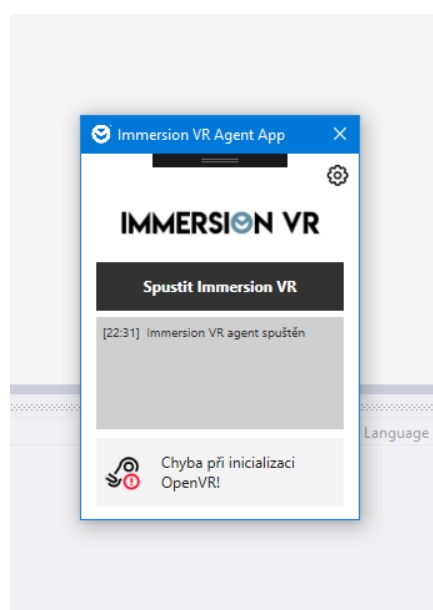 Immersion VR Agent App
IMMERSION VR
Spustit Immersion VR
[22:31] Immersion VR agent spuštěn
Language
Chyba při inicializaci
OpenVR!